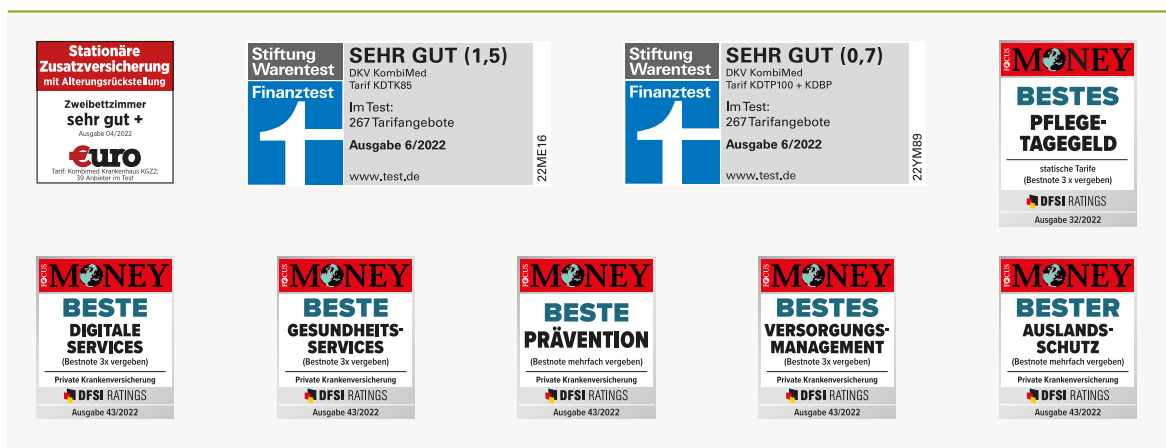 Stationäre
Zusatzversicherung
mit Alterungsrückstellung
Zweibettzimmer
sehr gut +
Ausgabe 04/2022
€uro
Tarif: Kombimed Krankenhaus KGZ2;
39 Anbieter im Test
Stiftung
Warentest
Finanztest
SEHR GUT (1,5)
DKV KombiMed
Tarif KDTK85
Im Test:
267 Tarifangebote
Ausgabe 6/2022
www.test.de
22ME16
Stiftung
Warentest
Finanztest
SEHR GUT (0,7)
DKV KombiMed
Tarif KDTP100 + KDBP
Im Test:
267 Tarifangebote
Ausgabe 6/2022
www.test.de
22YM89
FOCUS
MONEY
BESTES
PFLEGE-
TAGEGELD
statische Tarife
(Bestnote 3 x vergeben)
DFSI RATINGS
Ausgabe 32/2022
FOCUS
MONEY
BESTE
DIGITALE
SERVICES
(Bestnote 3x vergeben)
Private Krankenversicherung
DFSI RATINGS
Ausgabe 43/2022
FOCUS
MONEY
BESTE
GESUNDHEITS-
SERVICES
(Bestnote 3x vergeben)
Private Krankenversicherung
DFSI RATINGS
Ausgabe 43/2022
FOCUS
MONEY
BESTE
PRÄVENTION
(Bestnote mehrfach vergeben)
Private Krankenversicherung
DFSI RATINGS
Ausgabe 43/2022
FOCUS
MONEY
BESTES
VERSORGUNGS-
MANAGEMENT
(Bestnote 3x vergeben)
Private Krankenversicherung
DFSI RATINGS
Ausgabe 43/2022
FOCUS
MONEY
BESTER
AUSLANDS-
SCHUTZ
(Bestnote mehrfach vergeben)
Private Krankenversicherung
DFSI RATINGS
Ausgabe 43/2022